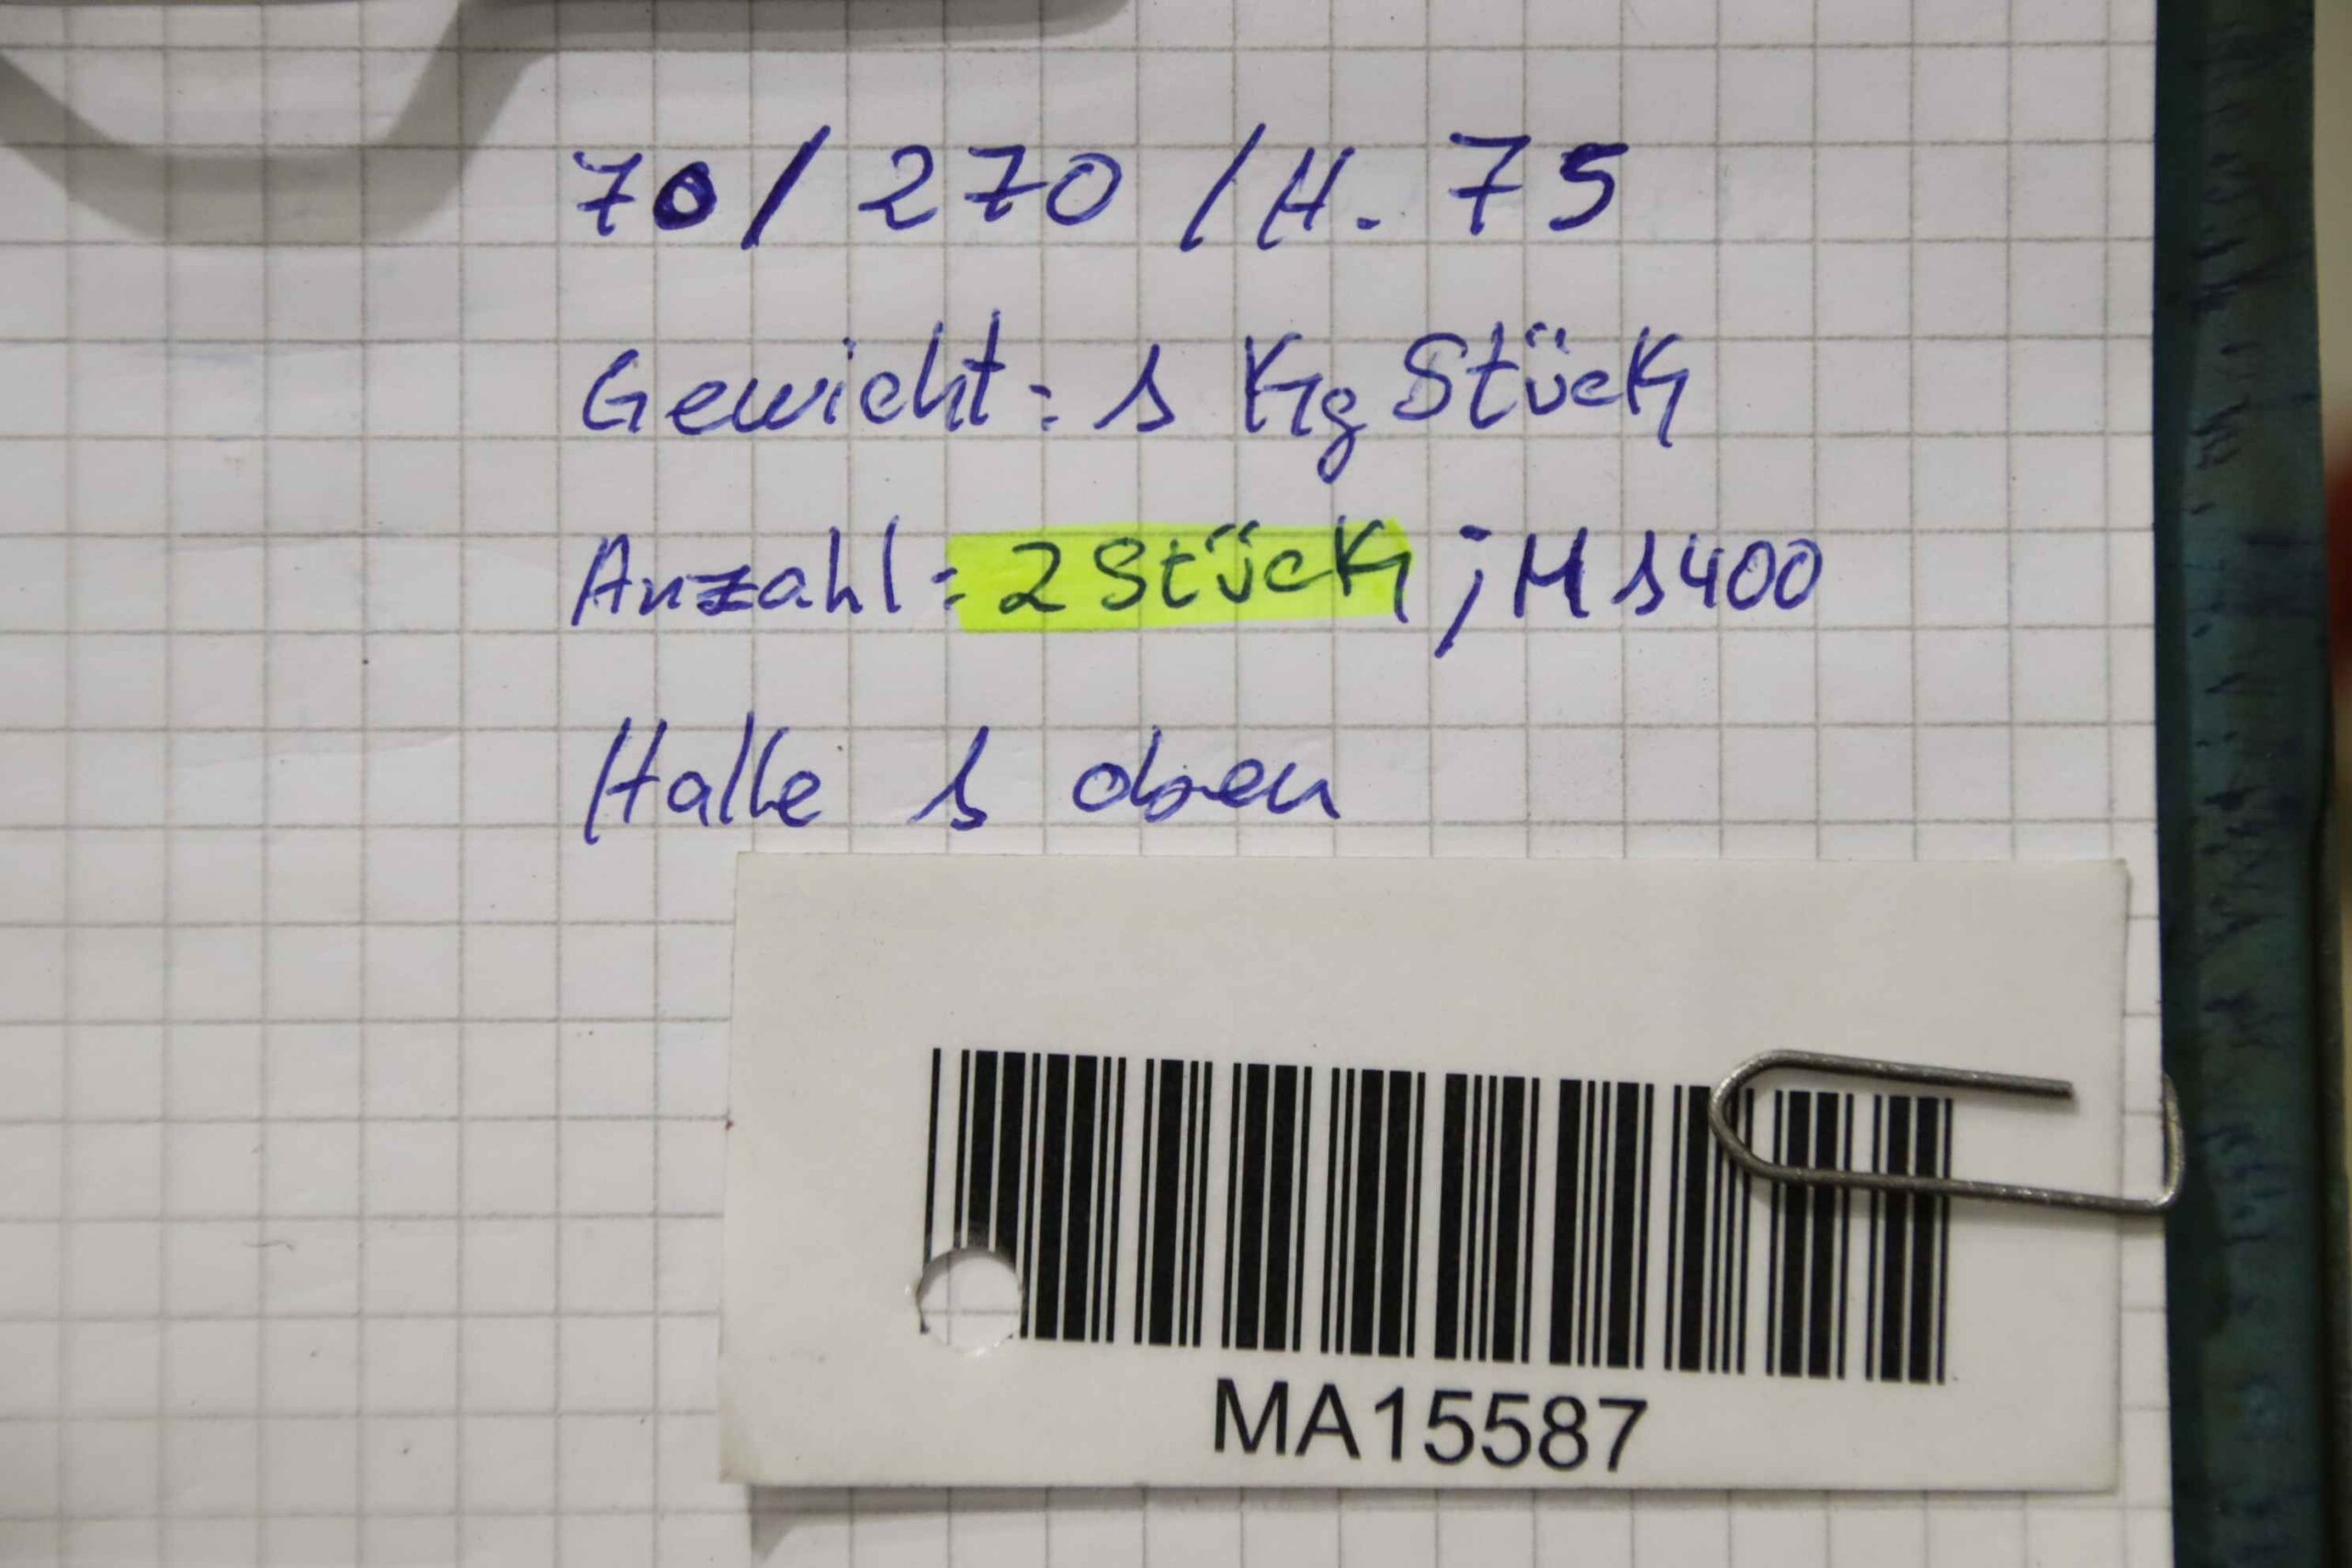 70 / 270 / H. 75
Gewicht: 1 Kg Stück
Anzahl: 2 Stück ; M 1400
Halle 1 oben
MA15587